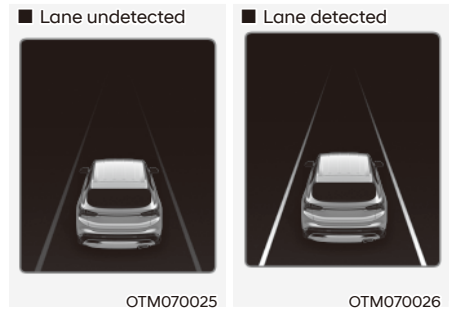 ■ Lane undetected
■ Lane detected
OTM070025
OTM070026